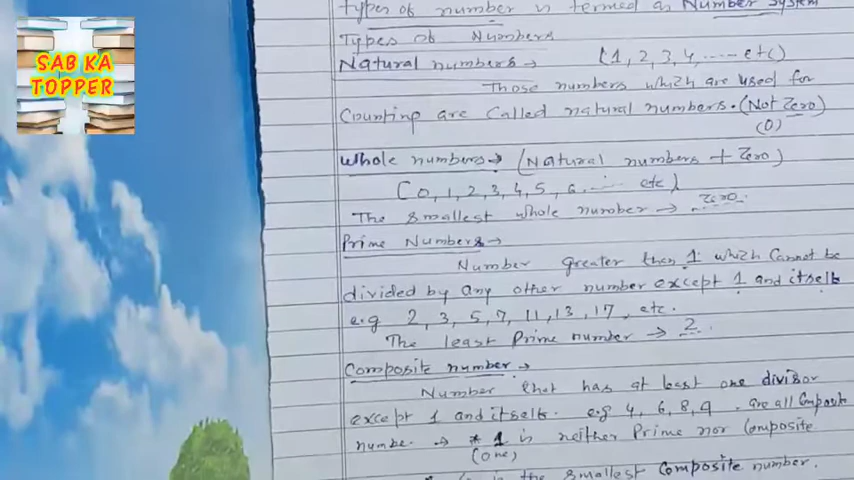 SAB KA
TOPPER
types of number is termed as Number System
Types of Numbers
Natural numbers → (1, 2, 3, 4, ..... etc)
Those numbers which are used for
Counting are Called natural numbers. (Not Zero)
(0)
Whole numbers → (Natural numbers + Zero)
(0, 1, 2, 3, 4, 5, 6 ..... etc)
The smallest whole number → Zero.
Prime Numbers →
Number greater then 1 which Cannot be
divided by any other number except 1 and itself
e.g 2, 3, 5, 7, 11, 13, 17, etc.
The least Prime number → 2.
Composite number →
Number that has at least one divisor
except 1 and itself. e.g 4, 6, 8, 9. are all Composite
number. → * 1 is neither Prime nor Composite
(one)
is the smallest Composite number.